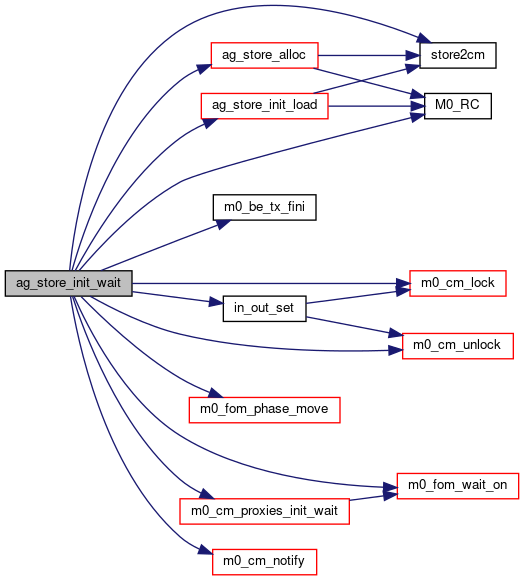 ag_store_alloc
store2cm
ag_store_init_load
M0_RC
m0_be_tx_fini
ag_store_init_wait
m0_cm_lock
in_out_set
m0_cm_unlock
m0_fom_phase_move
m0_fom_wait_on
m0_cm_proxies_init_wait
m0_cm_notify